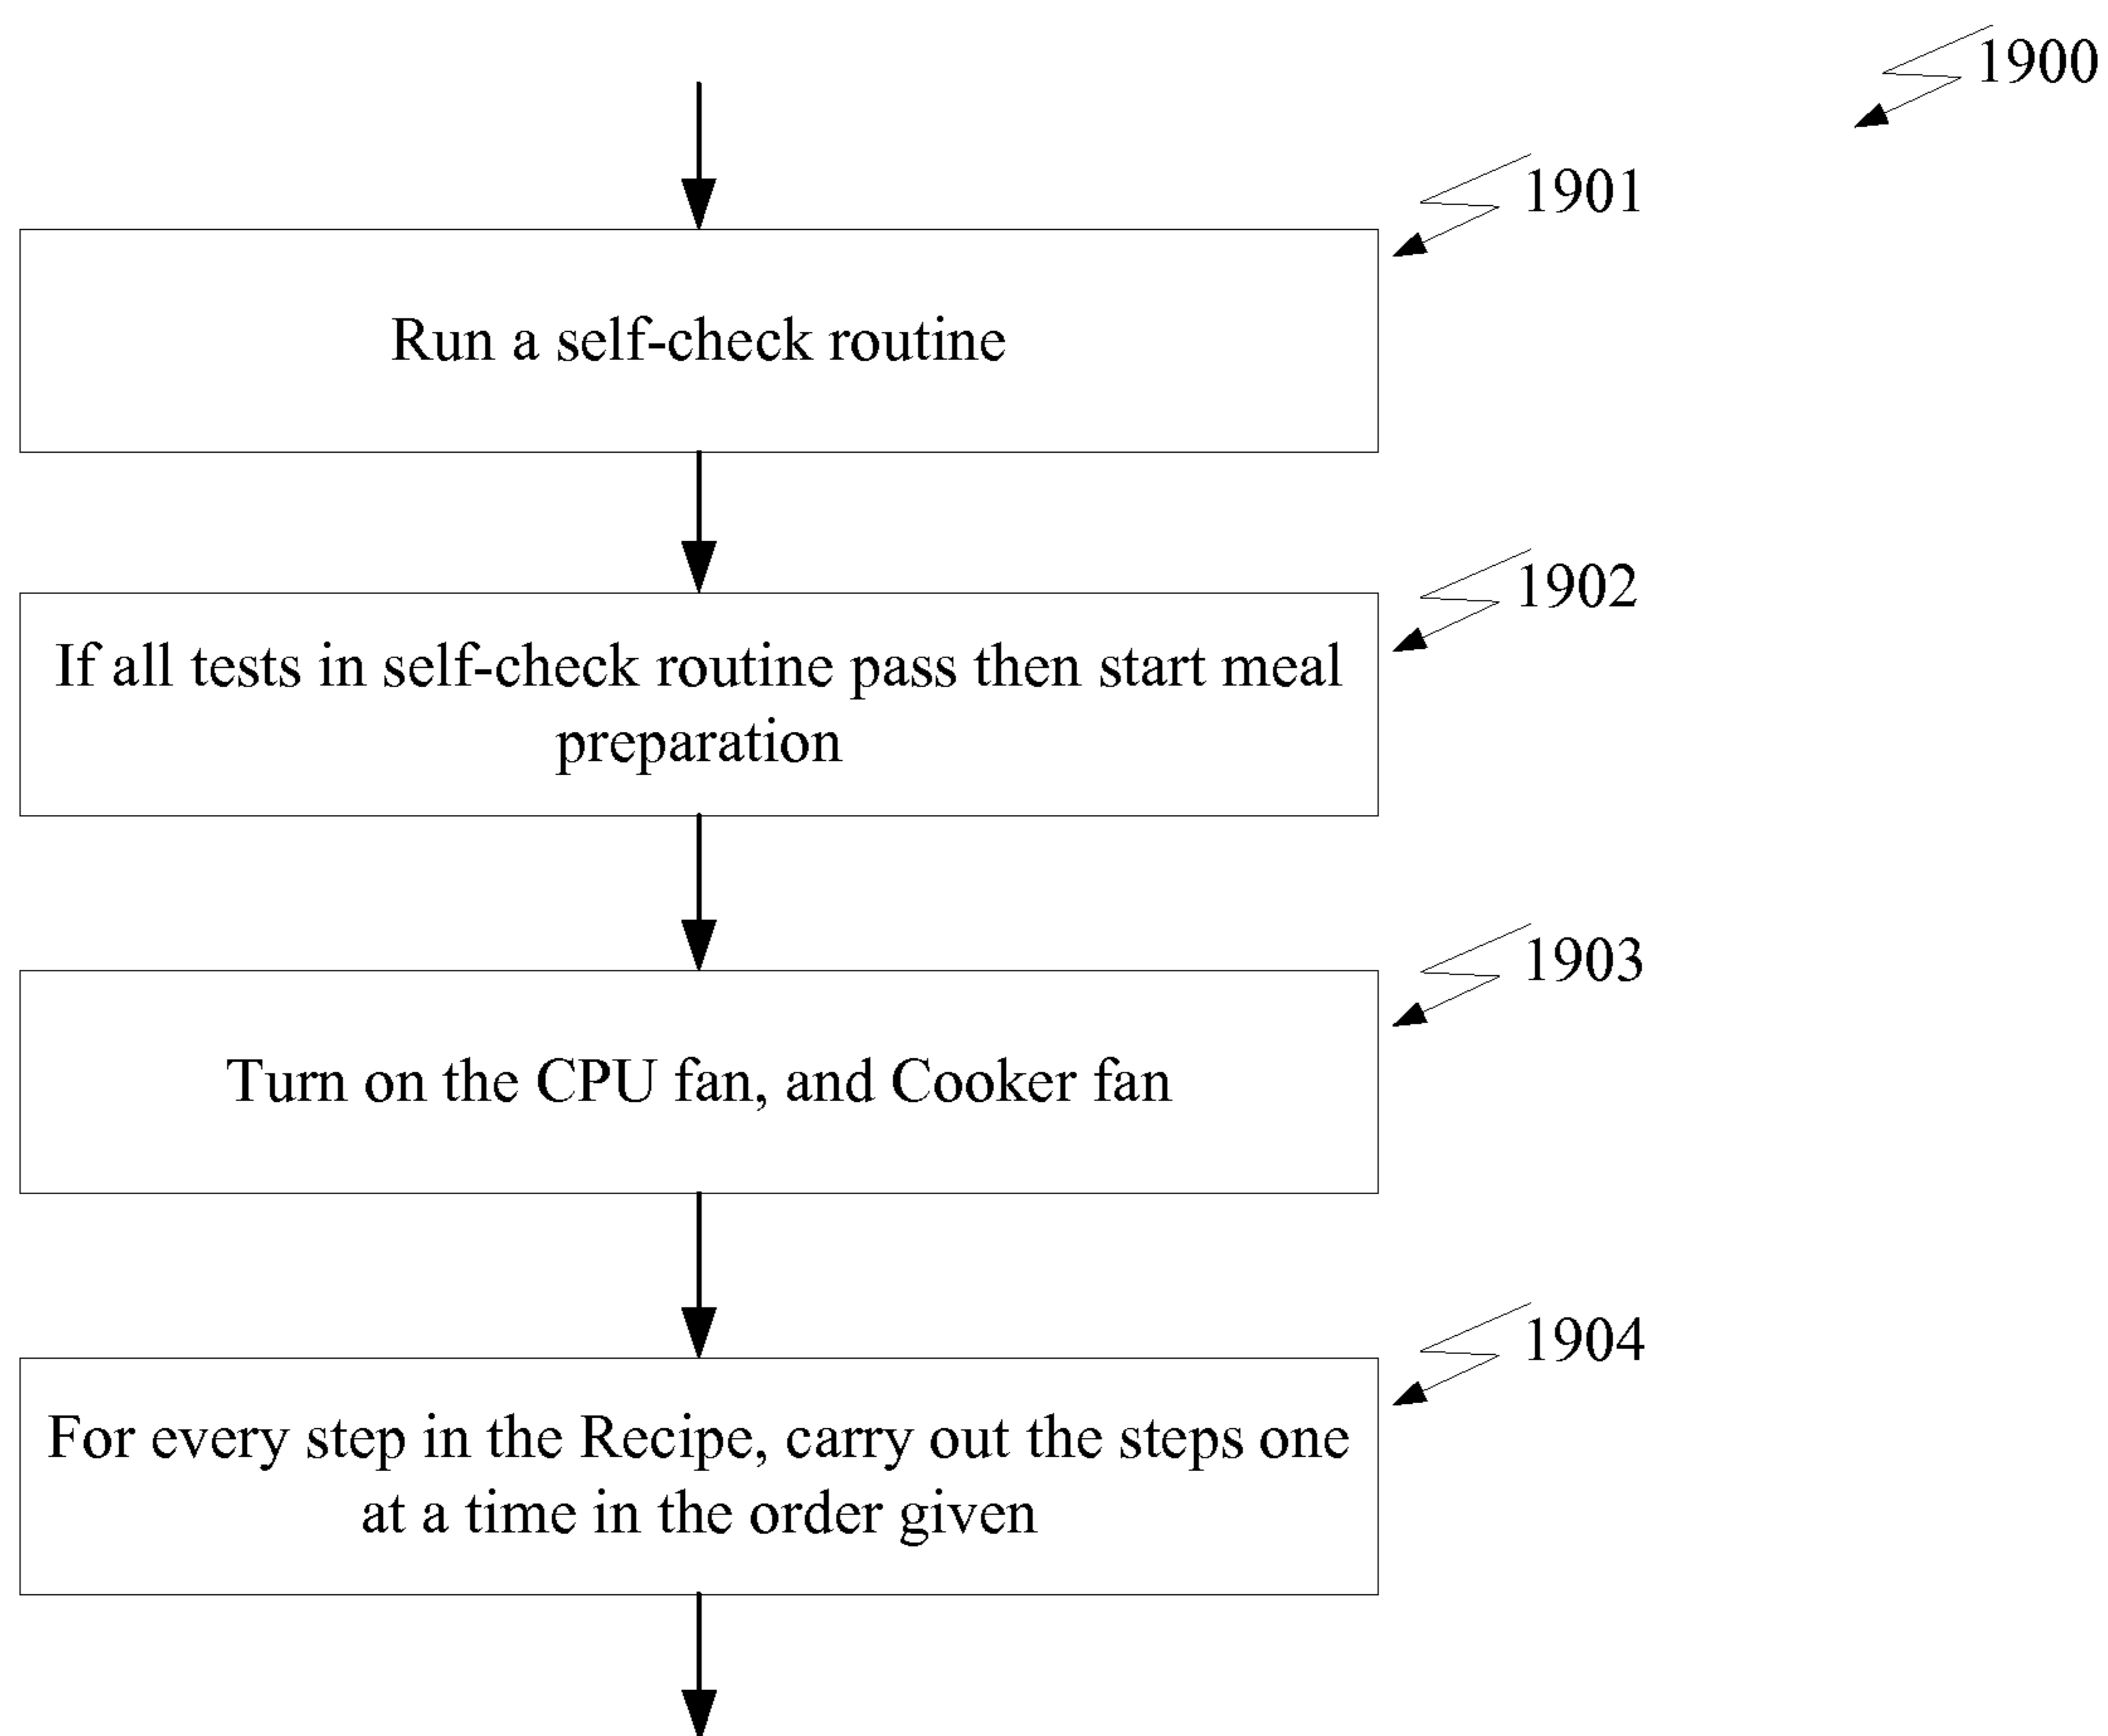 1900
1901
Run a self-check routine
1902
If all tests in self-check routine pass then start meal
preparation
1903
Turn on the CPU fan, and Cooker fan
1904
For every step in the Recipe, carry out the steps one
at a time in the order given